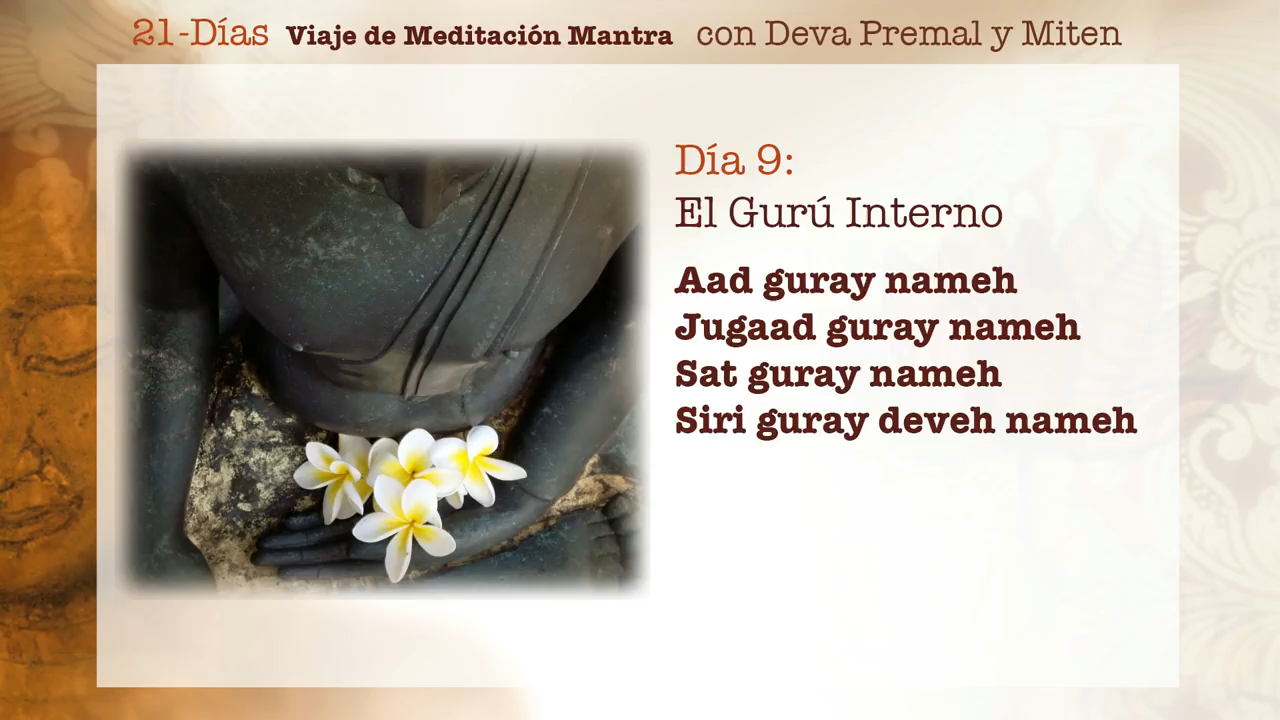 21-Días Viaje de Meditación Mantra con Deva Premal y Miten
Día 9:
El Gurú Interno
Aad guray nameh
Jugaad guray nameh
Sat guray nameh
Siri guray deveh nameh